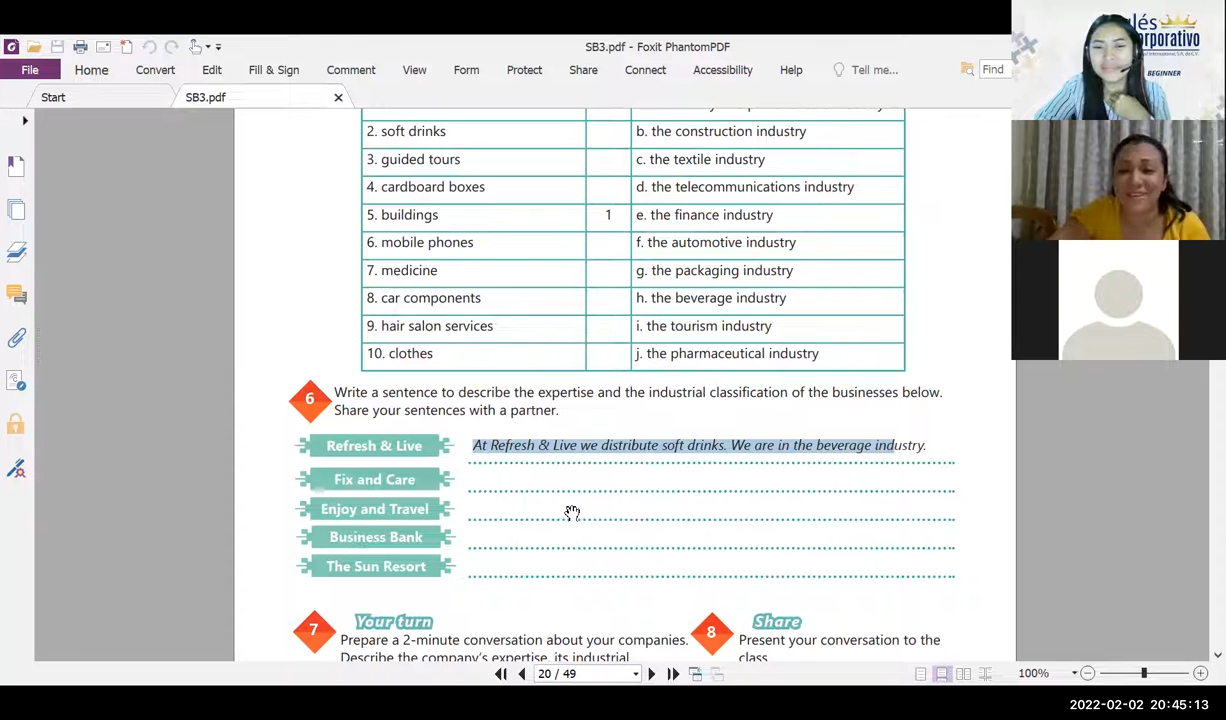 SB3.pdf - Foxit PhantomPDF
File Home Convert Edit Fill & Sign Comment View Form Protect Share Connect Accessibility Help Tell me... Find
Start SB3.pdf
2. soft drinks b. the construction industry
3. guided tours c. the textile industry
4. cardboard boxes d. the telecommunications industry
5. buildings 1 e. the finance industry
6. mobile phones f. the automotive industry
7. medicine g. the packaging industry
8. car components h. the beverage industry
9. hair salon services i. the tourism industry
10. clothes j. the pharmaceutical industry
6 Write a sentence to describe the expertise and the industrial classification of the businesses below.
Share your sentences with a partner.
Refresh & Live At Refresh & Live we distribute soft drinks. We are in the beverage industry.
Fix and Care
Enjoy and Travel
Business Bank
The Sun Resort
7 Your turn
Prepare a 2-minute conversation about your companies.
Describe the company's expertise, its industrial
8 Share
Present your conversation to the
class.
20 / 49
100%
lés
orporativo
BEGINNER
2022-02-02 20:45:13